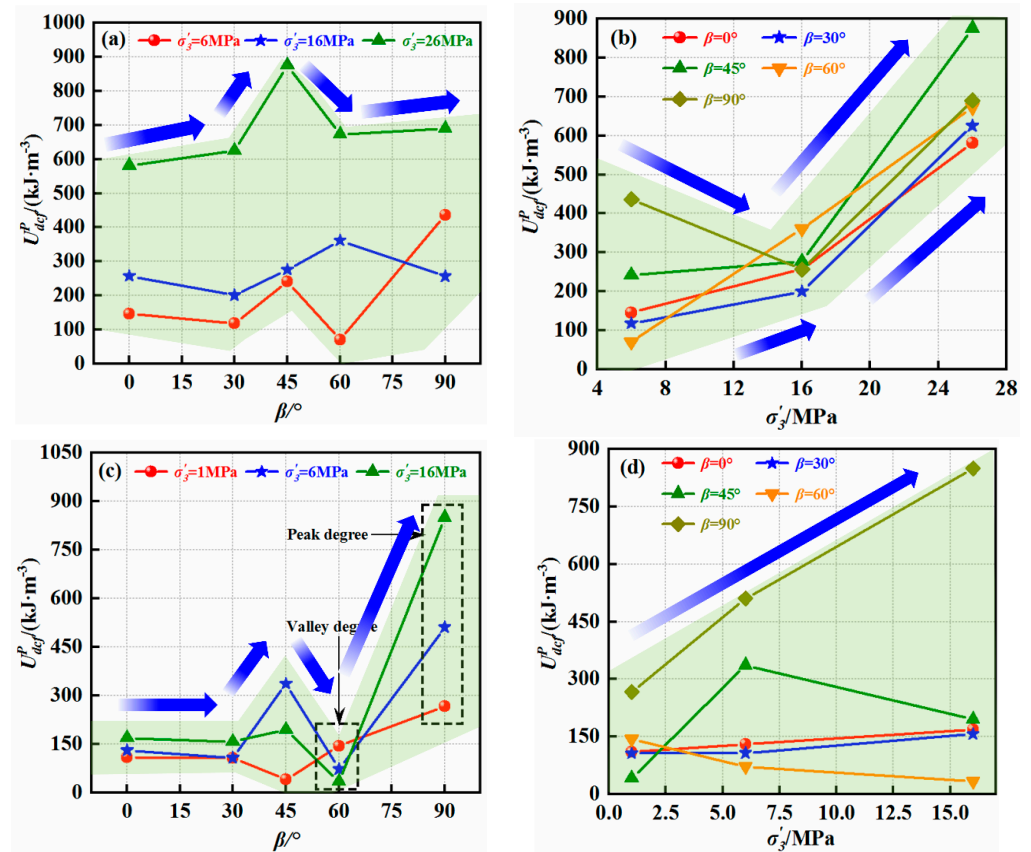 (a) σ′₃=6MPa σ′₃=16MPa σ′₃=26MPa
1000
900
800
700
600
500
400
300
200
100
0
0 15 30 45 60 75 90
U^P_dcf/(kJ·m⁻³)
β/°
(b) β=0° β=30°
β=45° β=60°
β=90°
900
800
700
600
500
400
300
200
100
0
4 8 12 16 20 24 28
U^P_dcf/(kJ·m⁻³)
σ′₃/MPa
(c) σ′₃=1MPa σ′₃=6MPa σ′₃=16MPa
Peak degree
Valley degree
1050
900
750
600
450
300
150
0
0 15 30 45 60 75 90
U^P_dcf/(kJ·m⁻³)
β/°
(d) β=0° β=30°
β=45° β=60°
β=90°
900
750
600
450
300
150
0
0.0 2.5 5.0 7.5 10.0 12.5 15.0
U^P_dcf/(kJ·m⁻³)
σ′₃/MPa